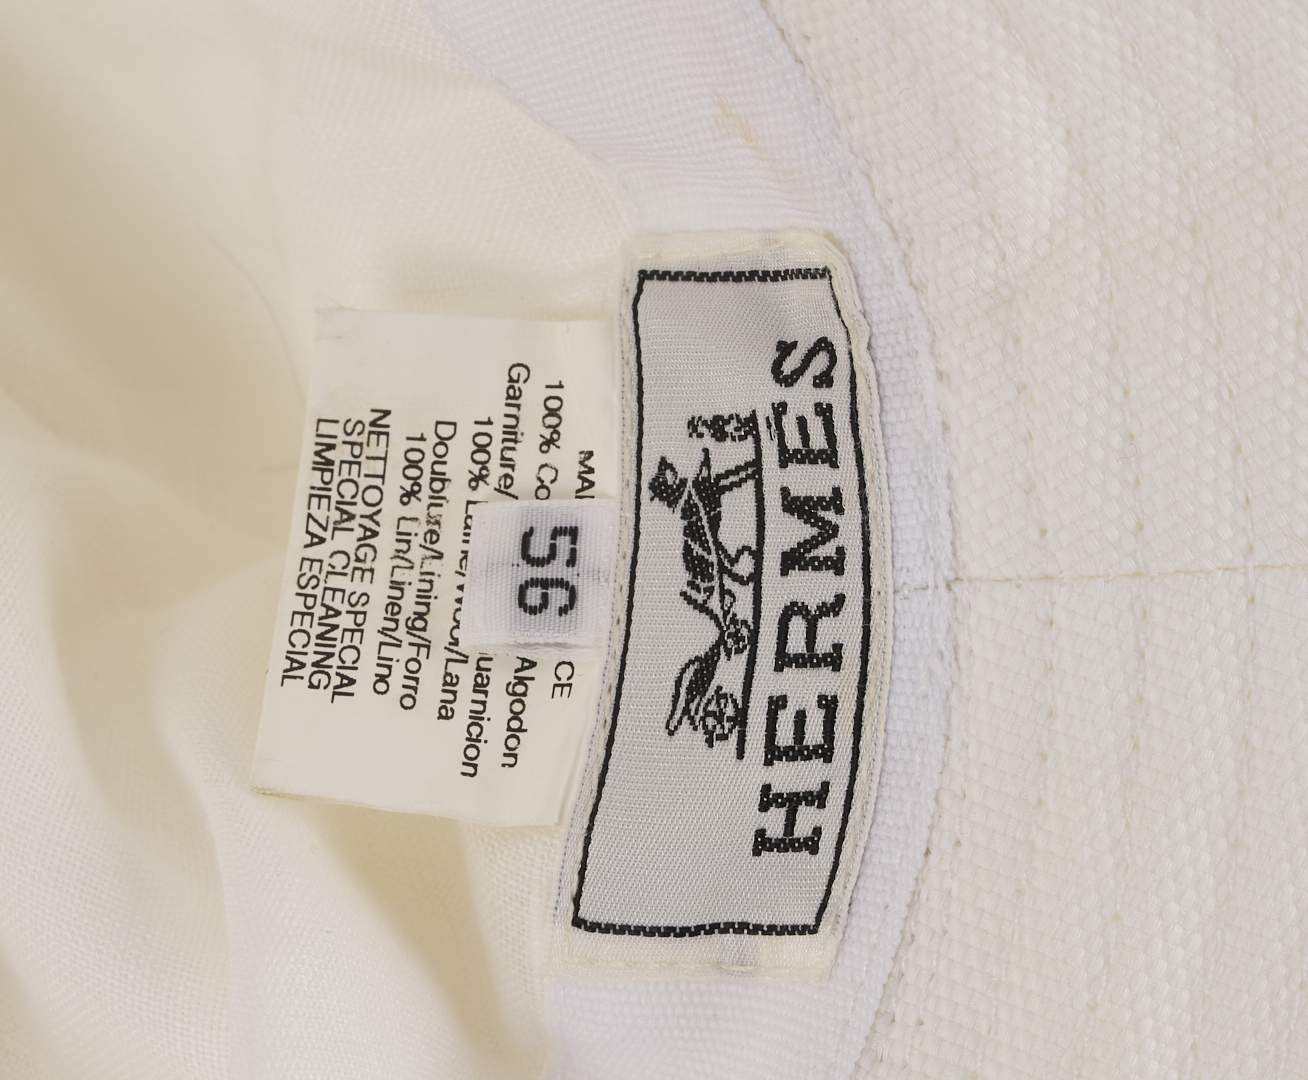 HERMES
56
MA CE
100% Co Algodon
Garniture/ uarnicion
100% Laine/Wool/Lana
Doublure/Lining/Forro
100% Lin/Linen/Lino
NETTOYAGE SPECIAL
SPECIAL CLEANING
LIMPIEZA ESPECIAL